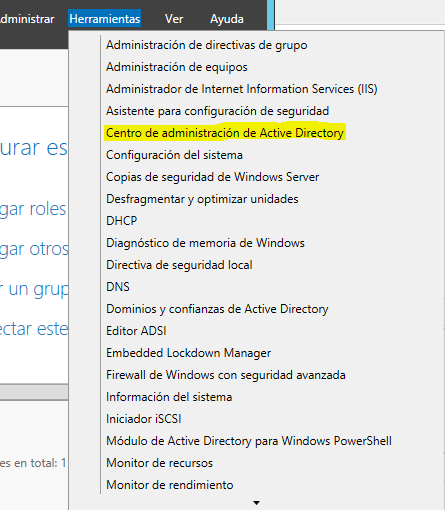 dministrar Herramientas Ver Ayuda
Administración de directivas de grupo
Administración de equipos
Administrador de Internet Information Services (IIS)
Asistente para configuración de seguridad
Centro de administración de Active Directory
Configuración del sistema
Copias de seguridad de Windows Server
Desfragmentar y optimizar unidades
DHCP
Diagnóstico de memoria de Windows
Directiva de seguridad local
DNS
Dominios y confianzas de Active Directory
Editor ADSI
Embedded Lockdown Manager
Firewall de Windows con seguridad avanzada
Información del sistema
Iniciador iSCSI
Módulo de Active Directory para Windows PowerShell
Monitor de recursos
Monitor de rendimiento
urar es
gar roles
gar otros
r un grup
ectar este
es en total: 1